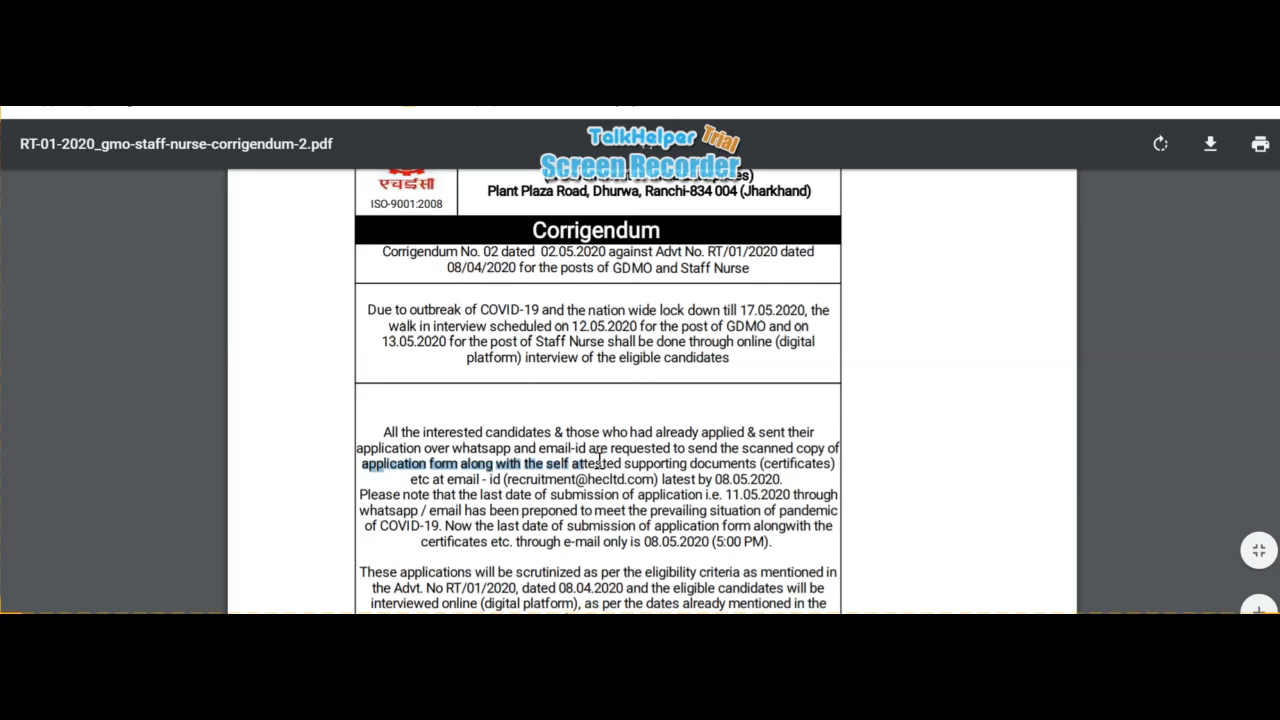 RT-01-2020_gmo-staff-nurse-corrigendum-2.pdf
TalkHelper Trial
Screen Recorder
एचईसी
ISO-9001:2008
Plant Plaza Road, Dhurwa, Ranchi-834 004 (Jharkhand)
Corrigendum
Corrigendum No. 02 dated 02.05.2020 against Advt No. RT/01/2020 dated
08/04/2020 for the posts of GDMO and Staff Nurse
Due to outbreak of COVID-19 and the nation wide lock down till 17.05.2020, the
walk in interview scheduled on 12.05.2020 for the post of GDMO and on
13.05.2020 for the post of Staff Nurse shall be done through online (digital
platform) interview of the eligible candidates
All the interested candidates & those who had already applied & sent their
application over whatsapp and email-id are requested to send the scanned copy of
application form along with the self attested supporting documents (certificates)
etc at email - id (recruitment@hecltd.com) latest by 08.05.2020.
Please note that the last date of submission of application i.e. 11.05.2020 through
whatsapp / email has been preponed to meet the prevailing situation of pandemic
of COVID-19. Now the last date of submission of application form alongwith the
certificates etc. through e-mail only is 08.05.2020 (5:00 PM).
These applications will be scrutinized as per the eligibility criteria as mentioned in
the Advt. No RT/01/2020, dated 08.04.2020 and the eligible candidates will be
interviewed online (digital platform), as per the dates already mentioned in the